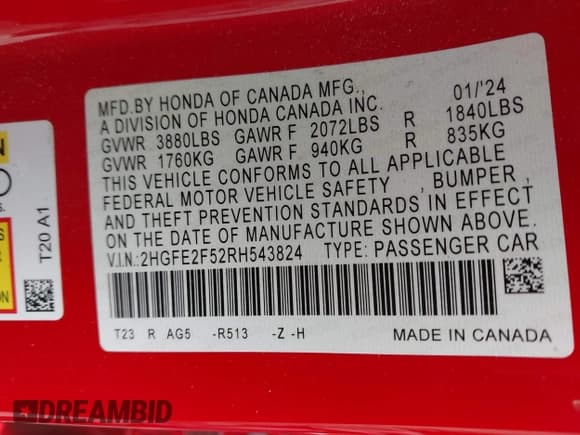 MFD.BY HONDA OF CANADA MFG., 01/'24
A DIVISION OF HONDA CANADA INC.
GVWR 3880LBS GAWR F 2072LBS R 1840LBS
GVWR 1760KG GAWR F 940KG R 835KG
THIS VEHICLE CONFORMS TO ALL APPLICABLE
FEDERAL MOTOR VEHICLE SAFETY , BUMPER ,
AND THEFT PREVENTION STANDARDS IN EFFECT
ON THE DATE OF MANUFACTURE SHOWN ABOVE.
V.I.N.:2HGFE2F52RH543824 TYPE: PASSENGER CAR
T23 R AG5 -R513 -Z -H MADE IN CANADA
T20 A1
DREAMBID